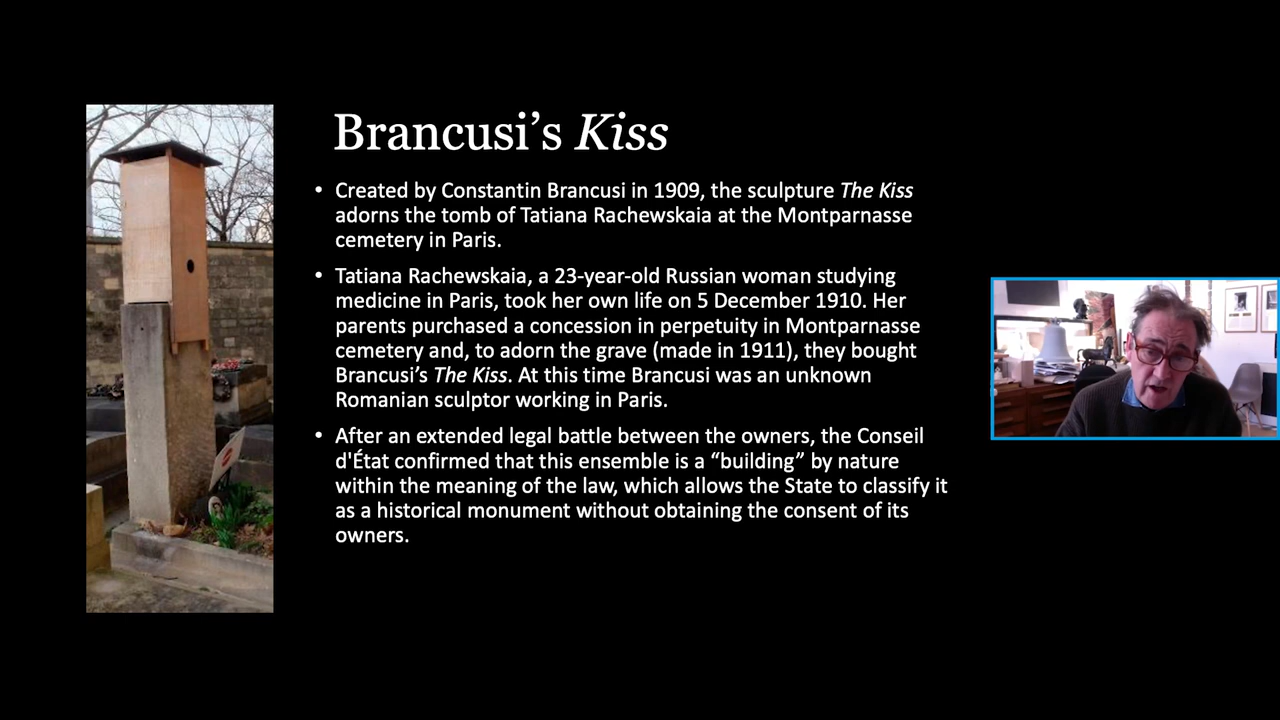 Brancusi’s Kiss
• Created by Constantin Brancusi in 1909, the sculpture The Kiss
adorns the tomb of Tatiana Rachewskaia at the Montparnasse
cemetery in Paris.
• Tatiana Rachewskaia, a 23-year-old Russian woman studying
medicine in Paris, took her own life on 5 December 1910. Her
parents purchased a concession in perpetuity in Montparnasse
cemetery and, to adorn the grave (made in 1911), they bought
Brancusi’s The Kiss. At this time Brancusi was an unknown
Romanian sculptor working in Paris.
• After an extended legal battle between the owners, the Conseil
d'État confirmed that this ensemble is a “building” by nature
within the meaning of the law, which allows the State to classify it
as a historical monument without obtaining the consent of its
owners.